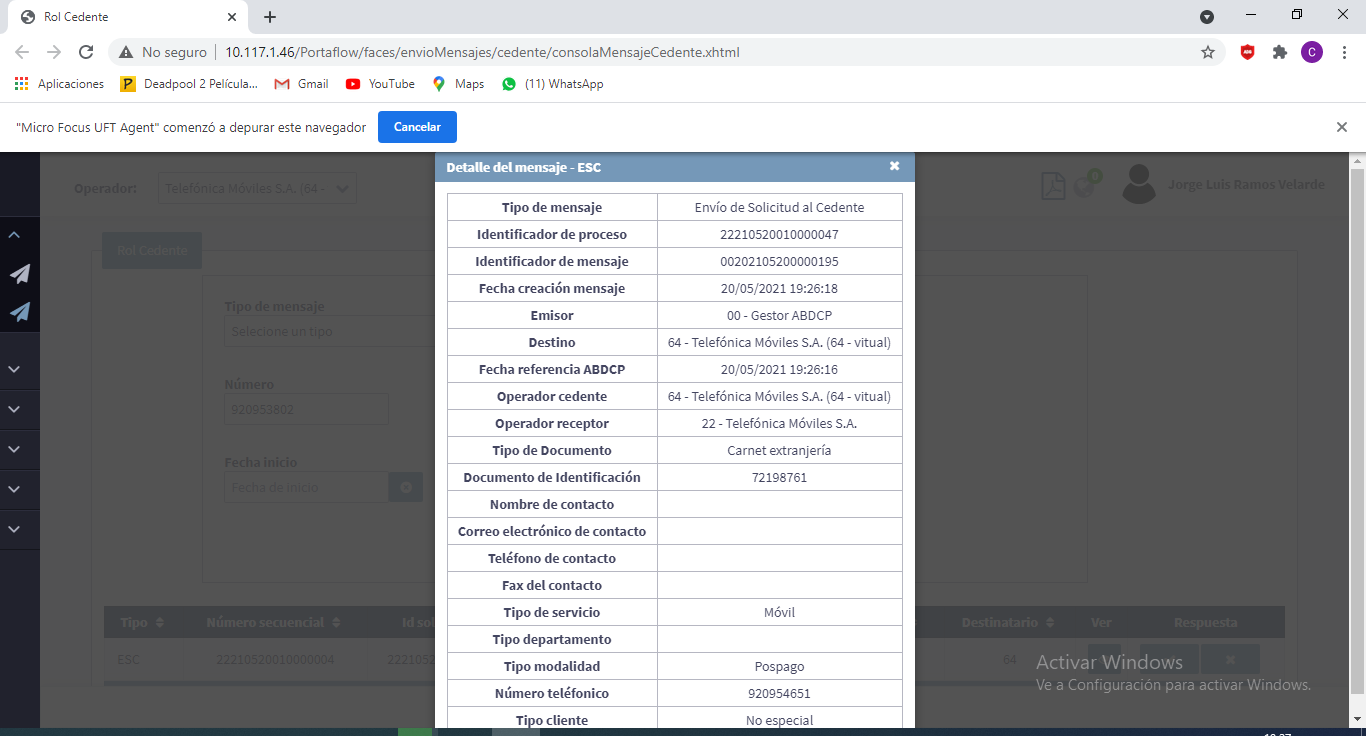 Rol Cedente
No seguro | 10.117.1.46/Portaflow/faces/envioMensajes/cedente/consolaMensajeCedente.xhtml
C
Aplicaciones Deadpool 2 Película... Gmail YouTube Maps (11) WhatsApp
"Micro Focus UFT Agent" comenzó a depurar este navegador Cancelar
Detalle del mensaje - ESC
Operador: Telefónica Móviles S.A. (64 -
0
Jorge Luis Ramos Velarde
Rol Cedente
Tipo de mensaje
Selecione un tipo
Número
920953802
Fecha inicio
Fecha de inicio
Tipo de mensaje Envío de Solicitud al Cedente
Identificador de proceso 22210520010000047
Identificador de mensaje 00202105200000195
Fecha creación mensaje 20/05/2021 19:26:18
Emisor 00 - Gestor ABDCP
Destino 64 - Telefónica Móviles S.A. (64 - vitual)
Fecha referencia ABDCP 20/05/2021 19:26:16
Operador cedente 64 - Telefónica Móviles S.A. (64 - vitual)
Operador receptor 22 - Telefónica Móviles S.A.
Tipo de Documento Carnet extranjería
Documento de Identificación 72198761
Nombre de contacto
Correo electrónico de contacto
Teléfono de contacto
Fax del contacto
Tipo de servicio Móvil
Tipo departamento
Tipo modalidad Pospago
Número teléfonico 920954651
Tipo cliente No especial
Tipo Número secuencial Id sol Destinatario Ver Respuesta
ESC 22210520010000004 2221052 64
Activar Windows
Ve a Configuración para activar Windows.